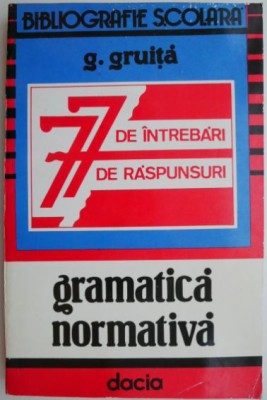 BIBLIOGRAFIE ȘCOLARĂ
g. gruiță
77
DE ÎNTREBĂRI
DE RĂSPUNSURI
gramatică
normativă
dacia